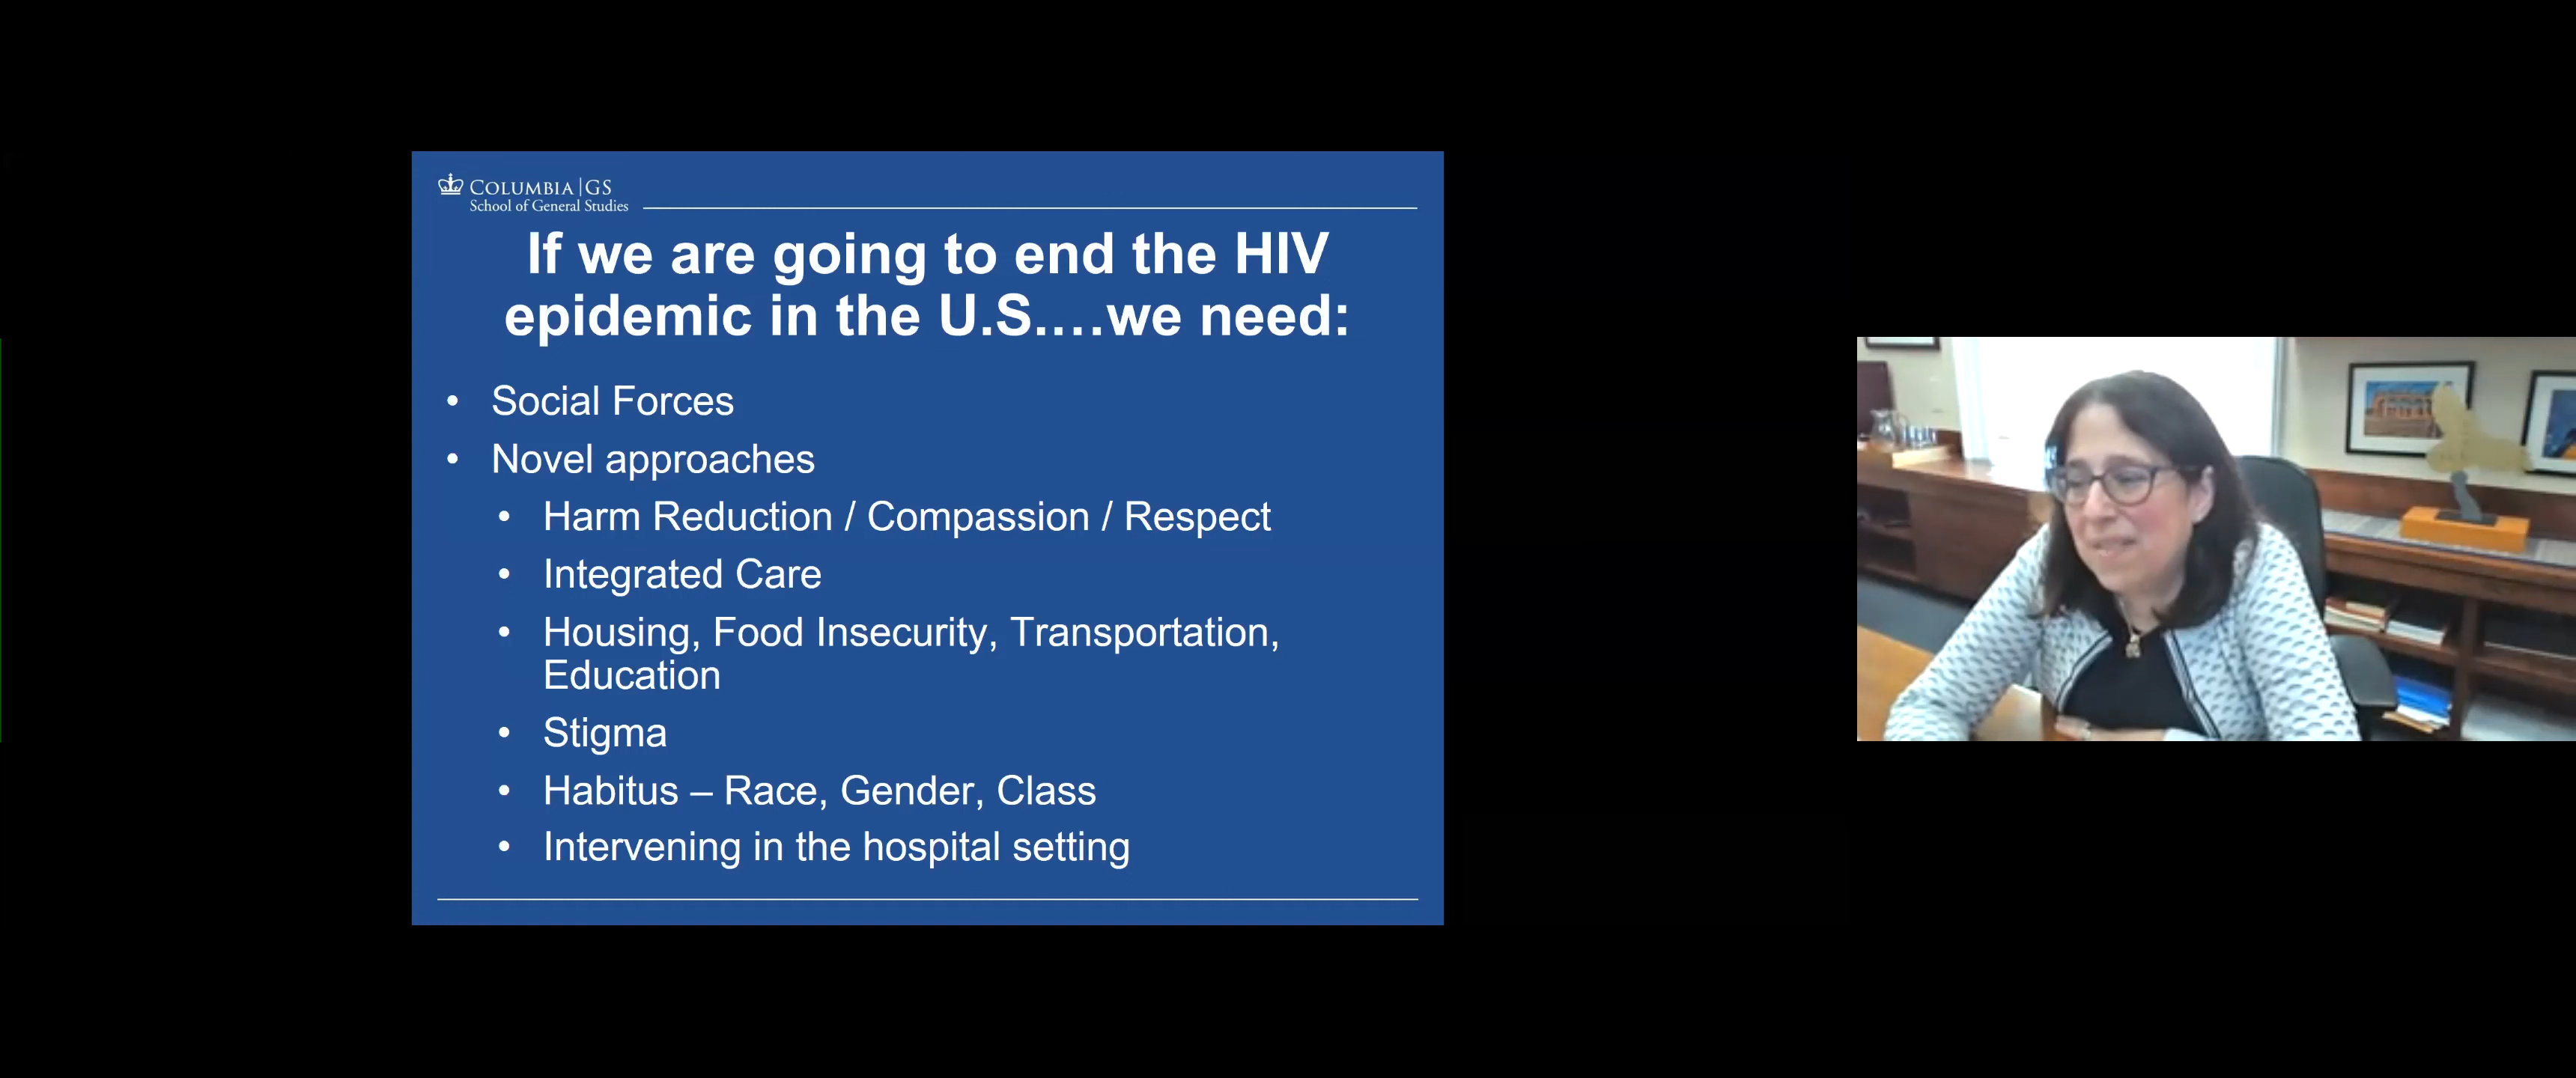 COLUMBIA | GS
School of General Studies
If we are going to end the HIV
epidemic in the U.S....we need:
• Social Forces
• Novel approaches
• Harm Reduction / Compassion / Respect
• Integrated Care
• Housing, Food Insecurity, Transportation,
Education
• Stigma
• Habitus – Race, Gender, Class
• Intervening in the hospital setting